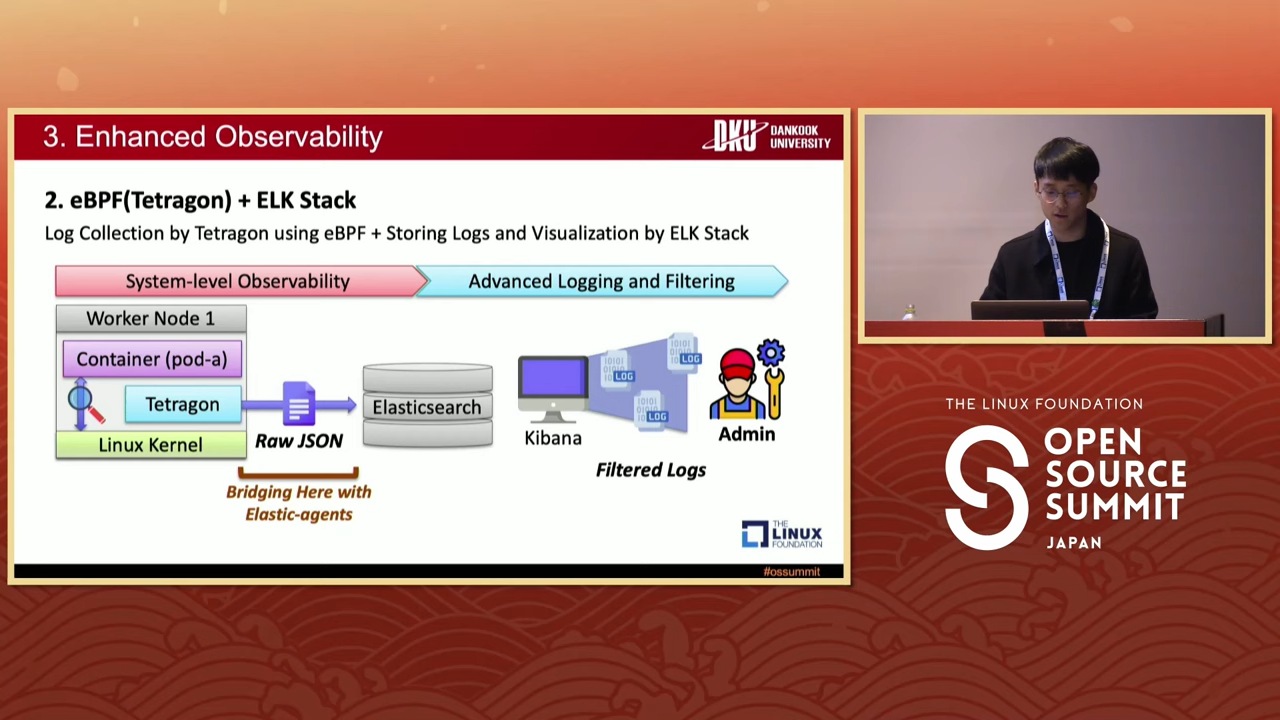 3. Enhanced Observability
DKU DANKOOK UNIVERSITY
2. eBPF(Tetragon) + ELK Stack
Log Collection by Tetragon using eBPF + Storing Logs and Visualization by ELK Stack
System-level Observability
Advanced Logging and Filtering
Worker Node 1
Container (pod-a)
Tetragon
Linux Kernel
Raw JSON
Bridging Here with
Elastic-agents
Elasticsearch
Kibana
LOG
LOG
LOG
Filtered Logs
Admin
THE
LINUX
FOUNDATION
#ossummit
THE LINUX FOUNDATION
OPEN
SOURCE
SUMMIT
JAPAN